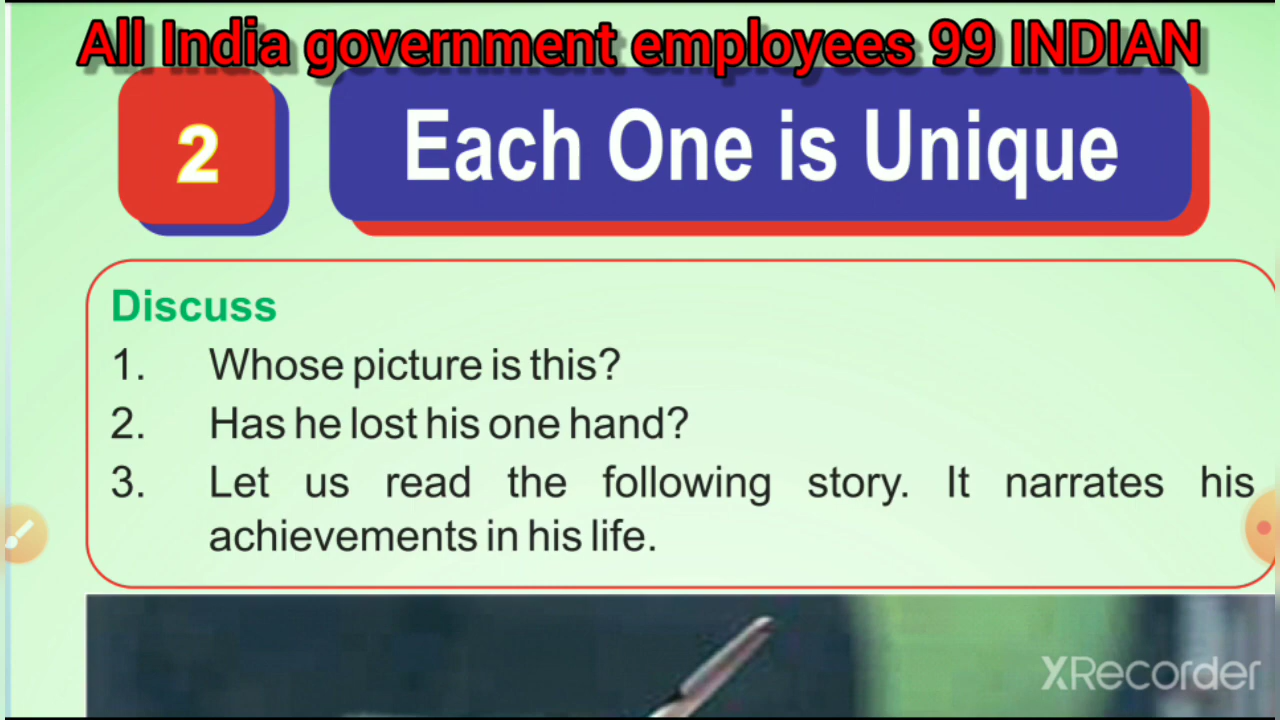 All India government employees 99 INDIAN
2
Each One is Unique
Discuss
1. Whose picture is this?
2. Has he lost his one hand?
3. Let us read the following story. It narrates his
achievements in his life.
XRecorder